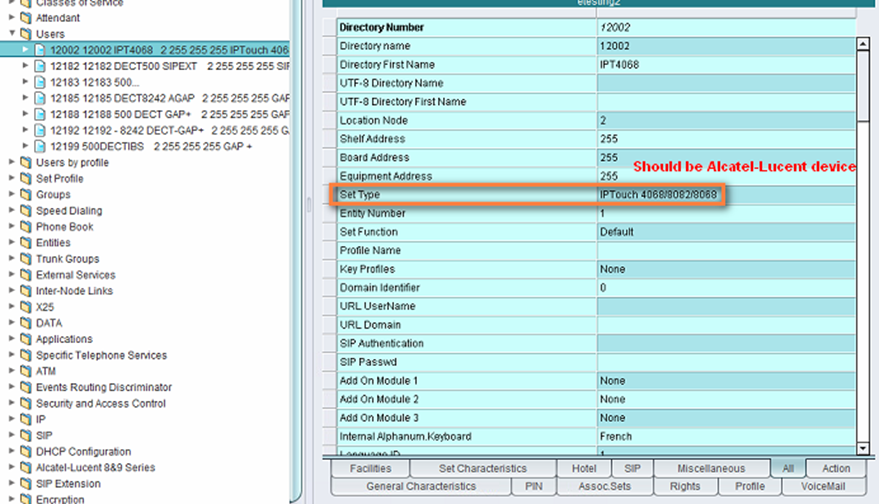 Classes of Service
Attendant
Users
12002 12002 IPT4068 2 255 255 255 IPTouch 406
12182 12182 DECT500 SIPEXT 2 255 255 255 SIF
12183 12183 500...
12185 12185 DECT8242 AGAP 2 255 255 255 GAF
12188 12188 500 DECT GAP+ 2 255 255 255 GAP
12192 12192 - 8242 DECT-GAP+ 2 255 255 255 G
12199 500DECTIBS 2 255 255 255 GAP +
Users by profile
Set Profile
Groups
Speed Dialing
Phone Book
Entities
Trunk Groups
External Services
Inter-Node Links
X25
DATA
Applications
Specific Telephone Services
ATM
Events Routing Discriminator
Security and Access Control
IP
SIP
DHCP Configuration
Alcatel-Lucent 8&9 Series
SIP Extension
Encryption
etesting2
Directory Number 12002
Directory name 12002
Directory First Name IPT4068
UTF-8 Directory Name
UTF-8 Directory First Name
Location Node 2
Shelf Address 255
Board Address 255
Should be Alcatel-Lucent device
Equipment Address 255
Set Type IPTouch 4068/8082/8068
Entity Number 1
Set Function Default
Profile Name
Key Profiles None
Domain Identifier 0
URL UserName
URL Domain
SIP Authentication
SIP Passwd
Add On Module 1 None
Add On Module 2 None
Add On Module 3 None
Internal Alphanum.Keyboard French
Language ID 1
Facilities Set Characteristics Hotel SIP Miscellaneous All Action
General Characteristics PIN Assoc.Sets Rights Profile VoiceMail